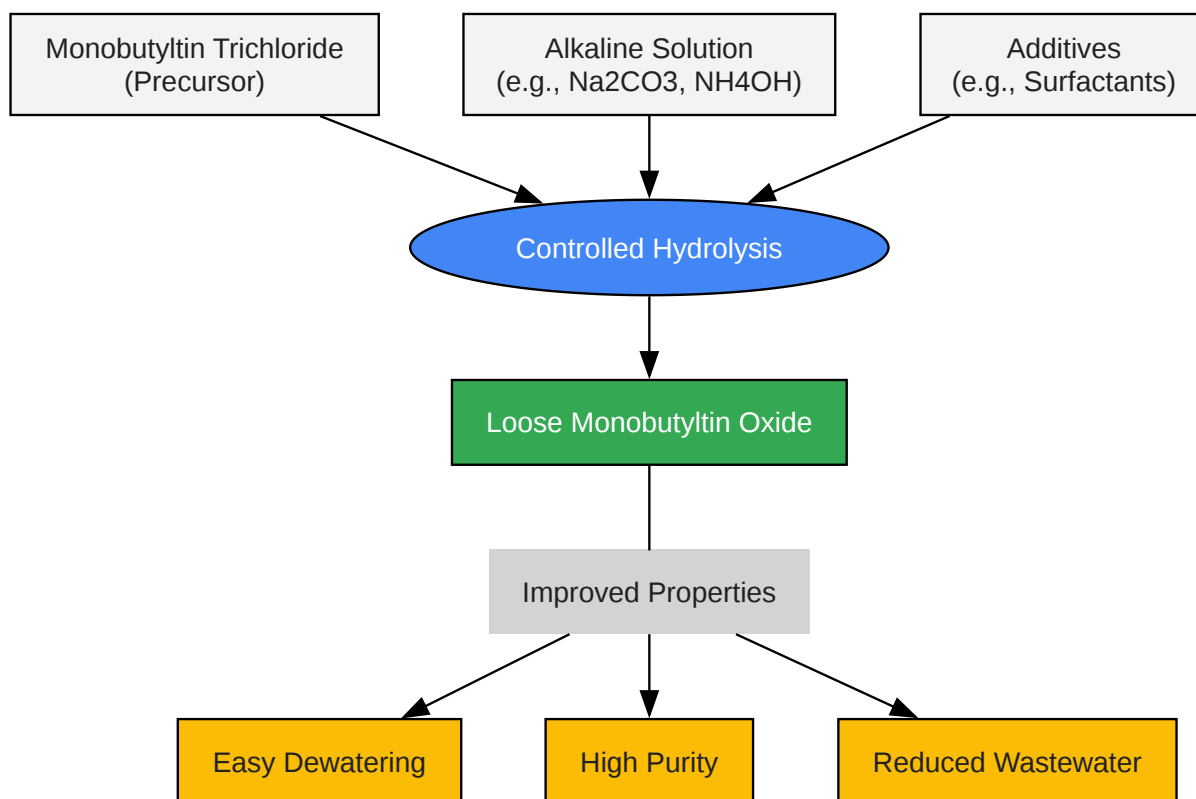 Monobutyltin Trichloride
(Precursor)
Alkaline Solution
(e.g., Na2CO3, NH4OH)
Additives
(e.g., Surfactants)
Controlled Hydrolysis
Loose Monobutyltin Oxide
Improved Properties
Easy Dewatering
High Purity
Reduced Wastewater